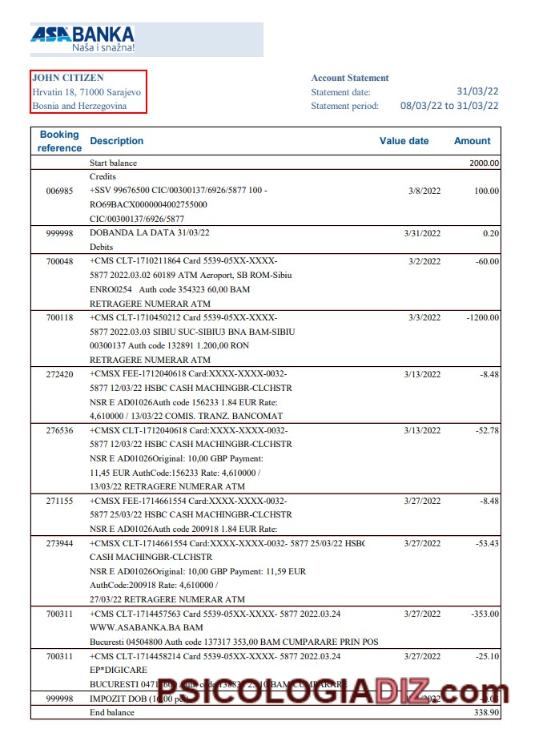 ASA BANKA
Naša i snažna!
JOHN CITIZEN
Hrvatin 18, 71000 Sarajevo
Bosnia and Herzegovina
Account Statement
Statement date: 31/03/22
Statement period: 08/03/22 to 31/03/22
Booking reference Description Value date Amount
Start balance 2000.00
Credits
006985 +SSV 99676500 CIC/00300137/6926/5877 100 - 3/8/2022 100.00
RO69BACX0000004002755000
CIC/00300137/6926/5877
999998 DOBANDA LA DATA 31/03/22 3/31/2022 0.20
Debits
700048 +CMS CLT-1710211864 Card 5539-05XX-XXXX- 3/2/2022 -60.00
5877 2022.03.02 60189 ATM Aeroport, SB ROM-Sibiu
ENRO0254 Auth code 354323 60,00 BAM
RETRAGERE NUMERAR ATM
700118 +CMS CLT-1710450212 Card 5539-05XX-XXXX- 3/3/2022 -1200.00
5877 2022.03.03 SIBIU SUC-SIBIU3 BNA BAM-SIBIU
00300137 Auth code 132891 1.200,00 RON
RETRAGERE NUMERAR ATM
272420 +CMSX FEE-1712040618 Card:XXXX-XXXX-0032- 3/13/2022 -8.48
5877 12/03/22 HSBC CASH MACHINGBR-CLCHSTR
NSR E AD01026Auth code 156233 1.84 EUR Rate:
4,610000 / 13/03/22 COMIS. TRANZ. BANCOMAT
276536 +CMSX CLT-1712040618 Card:XXXX-XXXX-0032- 3/13/2022 -52.78
5877 12/03/22 HSBC CASH MACHINGBR-CLCHSTR
NSR E AD01026Original: 10,00 GBP Payment:
11,45 EUR AuthCode:156233 Rate: 4,610000 /
13/03/22 RETRAGERE NUMERAR ATM
271155 +CMSX FEE-1714661554 Card:XXXX-XXXX-0032- 3/27/2022 -8.48
5877 25/03/22 HSBC CASH MACHINGBR-CLCHSTR
NSR E AD01026Auth code 200918 1.84 EUR Rate:
273944 +CMSX CLT-1714661554 Card:XXXX-XXXX-0032- 5877 25/03/22 HSBC 3/27/2022 -53.43
CASH MACHINGBR-CLCHSTR
NSR E AD01026Original: 10,00 GBP Payment: 11,59 EUR
AuthCode:200918 Rate: 4,610000 /
27/03/22 RETRAGERE NUMERAR ATM
700311 +CMS CLT-1714457563 Card 5539-05XX-XXXX- 5877 2022.03.24 3/27/2022 -353.00
WWW.ASABANKA.BA BAM
Bucuresti 04504800 Auth code 137317 353,00 BAM CUMPARARE PRIN POS
700311 +CMS CLT-1714458214 Card 5539-05XX-XXXX- 5877 2022.03.24 3/27/2022 -25.10
EP*DIGICARE
BUCURESTI CUMPARARE
999998 IMPOZIT DOB
PSICOLOGIADIZ.com
End balance 338.90